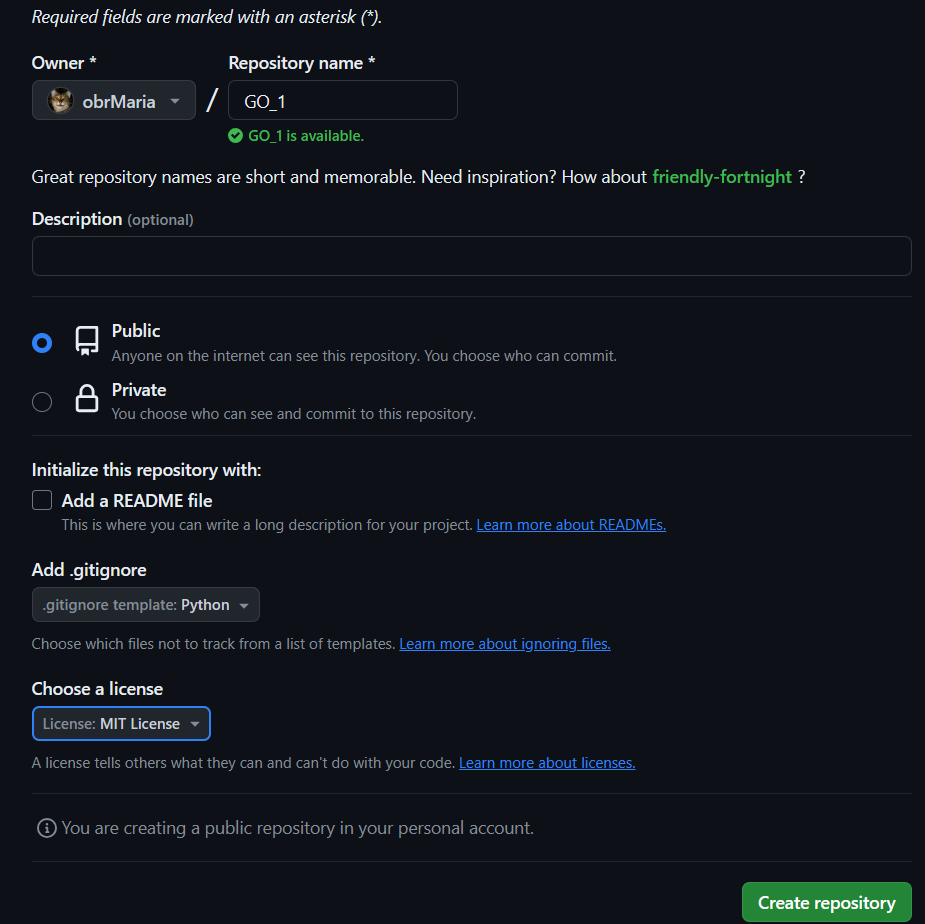 Required fields are marked with an asterisk (*).
Owner *
Repository name *
obrMaria
/
GO_1
GO_1 is available.
Great repository names are short and memorable. Need inspiration? How about friendly-fortnight ?
Description (optional)
Public
Anyone on the internet can see this repository. You choose who can commit.
Private
You choose who can see and commit to this repository.
Initialize this repository with:
Add a README file
This is where you can write a long description for your project. Learn more about READMEs.
Add .gitignore
.gitignore template: Python
Choose which files not to track from a list of templates. Learn more about ignoring files.
Choose a license
License: MIT License
A license tells others what they can and can't do with your code. Learn more about licenses.
You are creating a public repository in your personal account.
Create repository